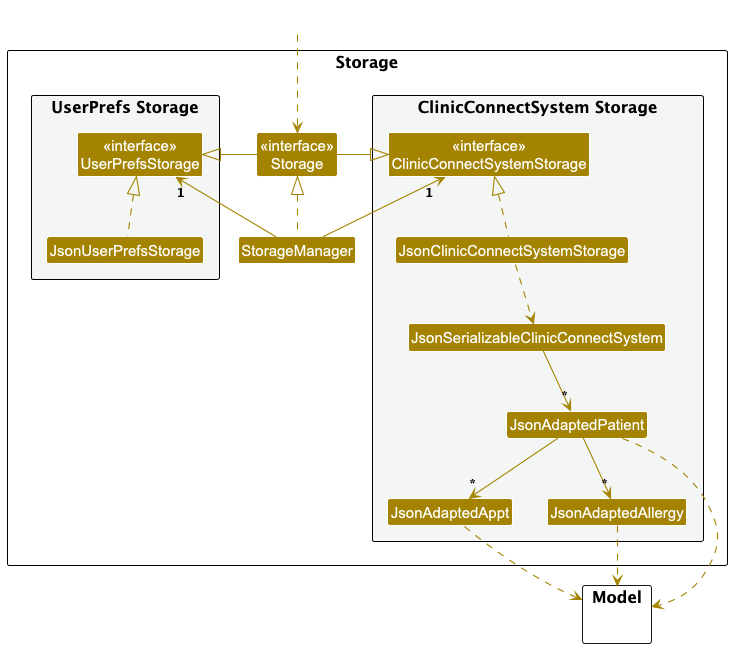 Storage
UserPrefs Storage
ClinicConnectSystem Storage
«interface»
UserPrefsStorage
«interface»
Storage
«interface»
ClinicConnectSystemStorage
1
1
JsonUserPrefsStorage
StorageManager
JsonClinicConnectSystemStorage
JsonSerializableClinicConnectSystem
*
JsonAdaptedPatient
*
*
JsonAdaptedAppt
JsonAdaptedAllergy
Model